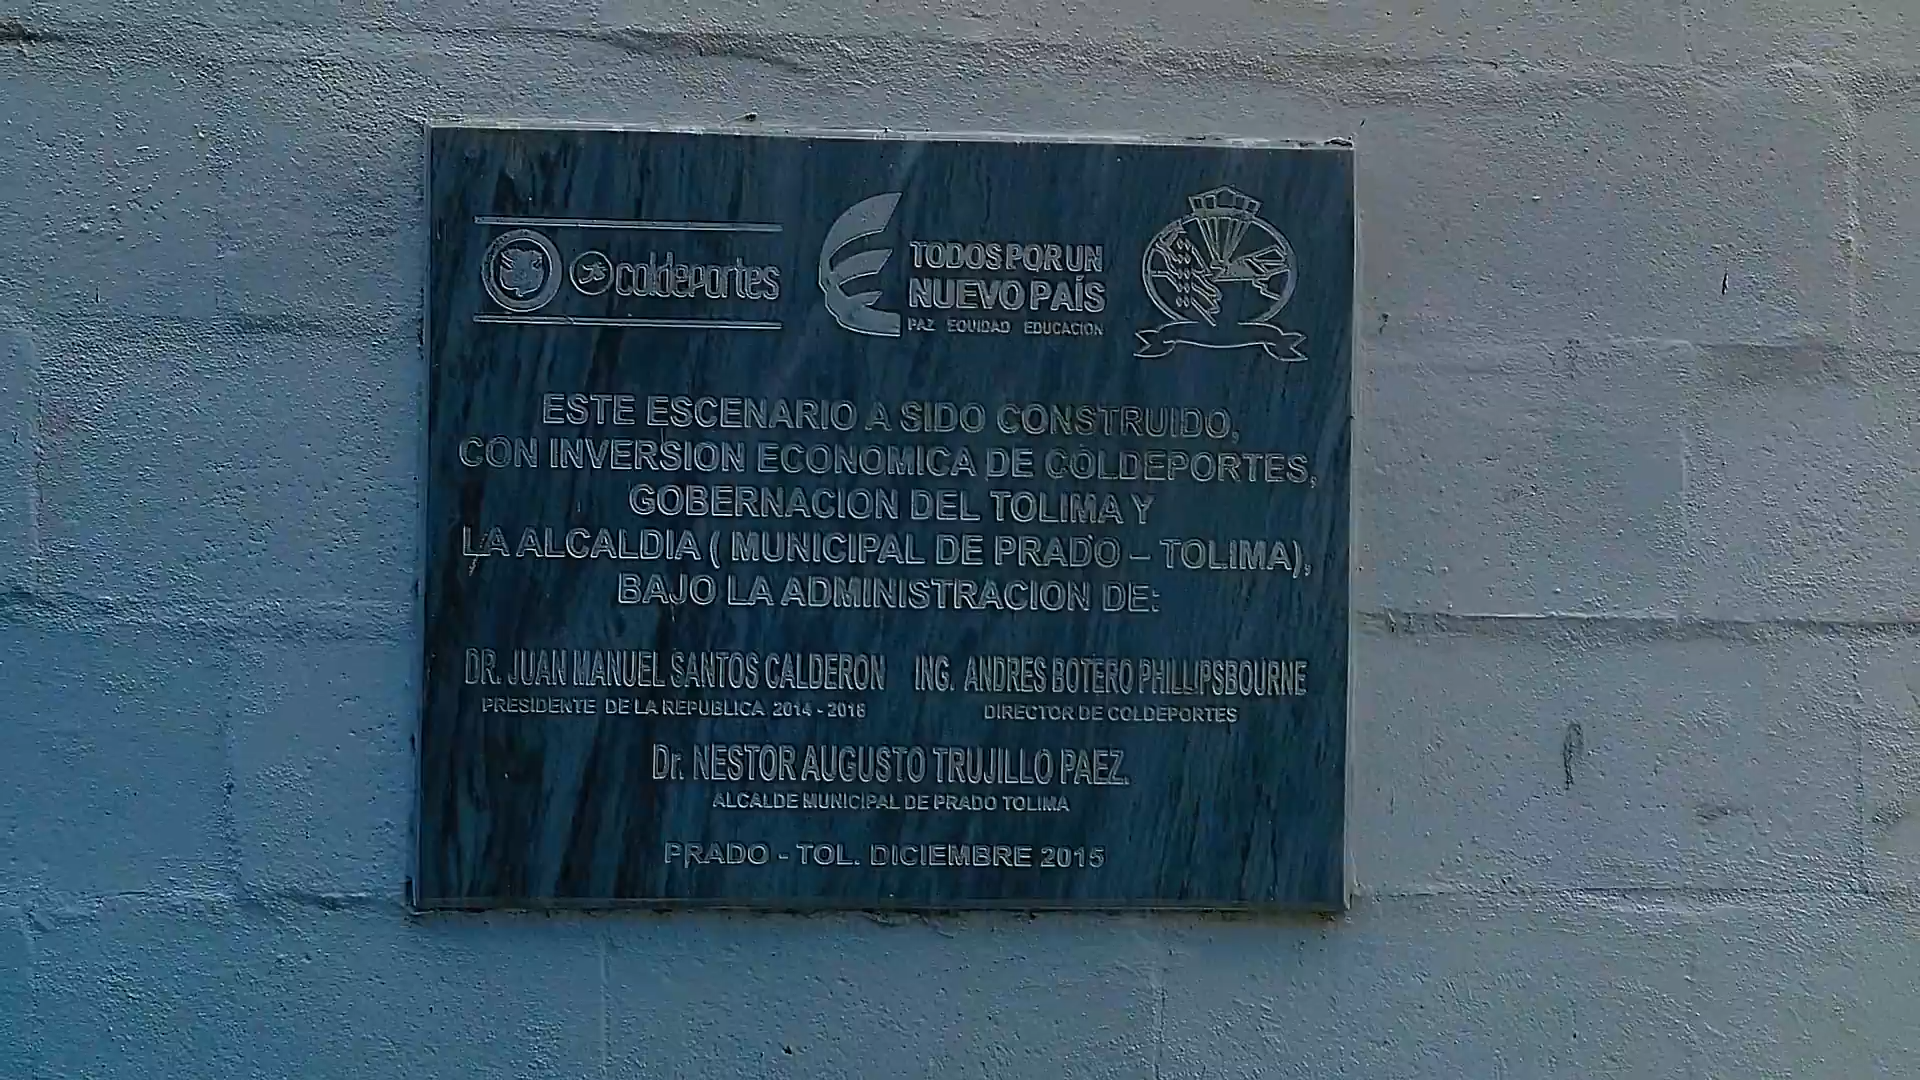 coldeportes
TODOS POR UN
NUEVO PAÍS
PAZ EQUIDAD EDUCACION
ESTE ESCENARIO A SIDO CONSTRUIDO,
CON INVERSION ECONOMICA DE COLDEPORTES,
GOBERNACION DEL TOLIMA Y
LA ALCALDIA ( MUNICIPAL DE PRADO – TOLIMA),
BAJO LA ADMINISTRACION DE:
DR. JUAN MANUEL SANTOS CALDERON
PRESIDENTE DE LA REPUBLICA 2014 - 2018
ING. ANDRES BOTERO PHILLIPSBOURNE
DIRECTOR DE COLDEPORTES
Dr. NESTOR AUGUSTO TRUJILLO PAEZ.
ALCALDE MUNICIPAL DE PRADO TOLIMA
PRADO - TOL. DICIEMBRE 2015